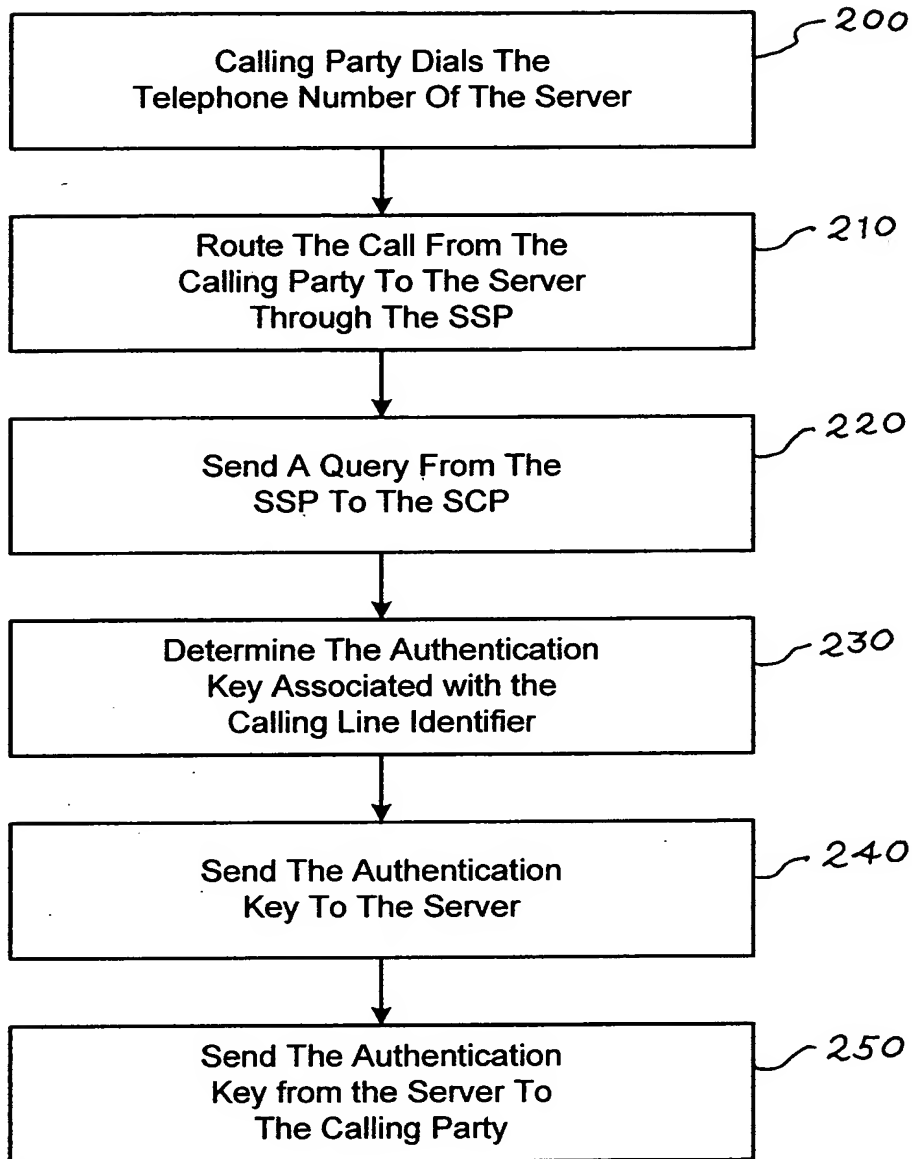 200
Calling Party Dials The
Telephone Number Of The Server
210
Route The Call From The
Calling Party To The Server
Through The SSP
220
Send A Query From The
SSP To The SCP
230
Determine The Authentication
Key Associated with the
Calling Line Identifier
240
Send The Authentication
Key To The Server
250
Send The Authentication
Key from the Server To
The Calling Party